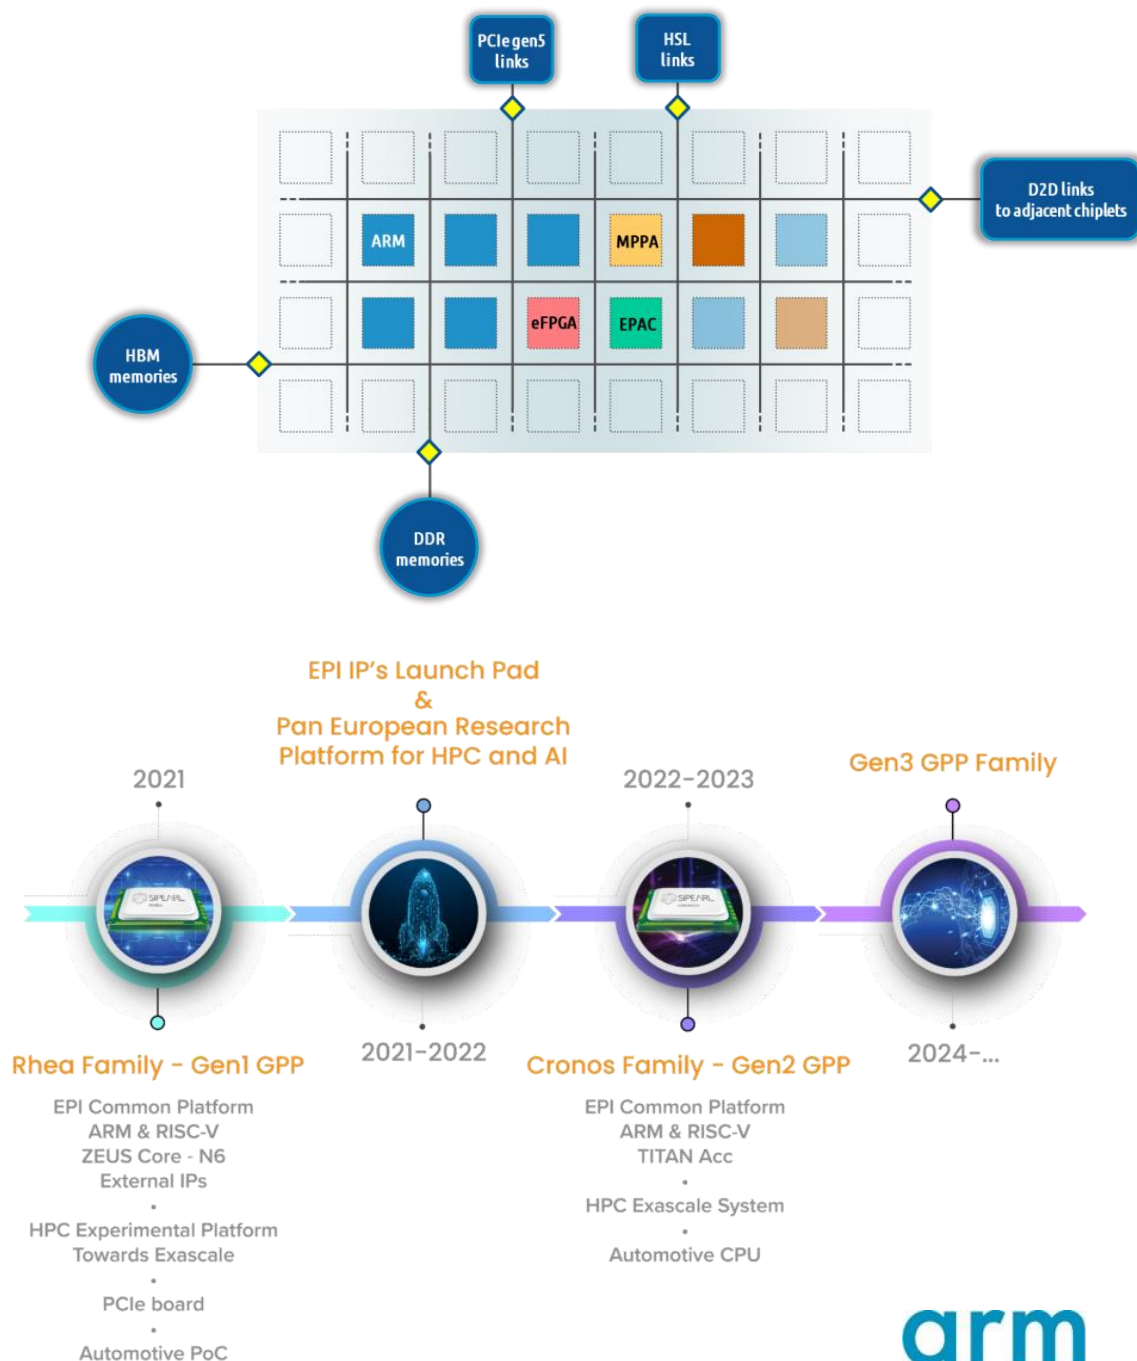 PCIe gen5
links
HSL
links
D2D links
to adjacent chiplets
ARM
MPPA
eFPGA
EPAC
HBM
memories
DDR
memories
EPI IP's Launch Pad
&
Pan European Research
Platform for HPC and AI
2021
2022-2023
Gen3 GPP Family
SIPEARL
RHEA
SIPEARL
Rhea Family - Gen1 GPP
2021-2022
Cronos Family - Gen2 GPP
2024-...
EPI Common Platform
ARM & RISC-V
ZEUS Core - N6
External IPs
•
HPC Experimental Platform
Towards Exascale
•
PCIe board
•
Automotive PoC
EPI Common Platform
ARM & RISC-V
TITAN Acc
•
HPC Exascale System
•
Automotive CPU
arm